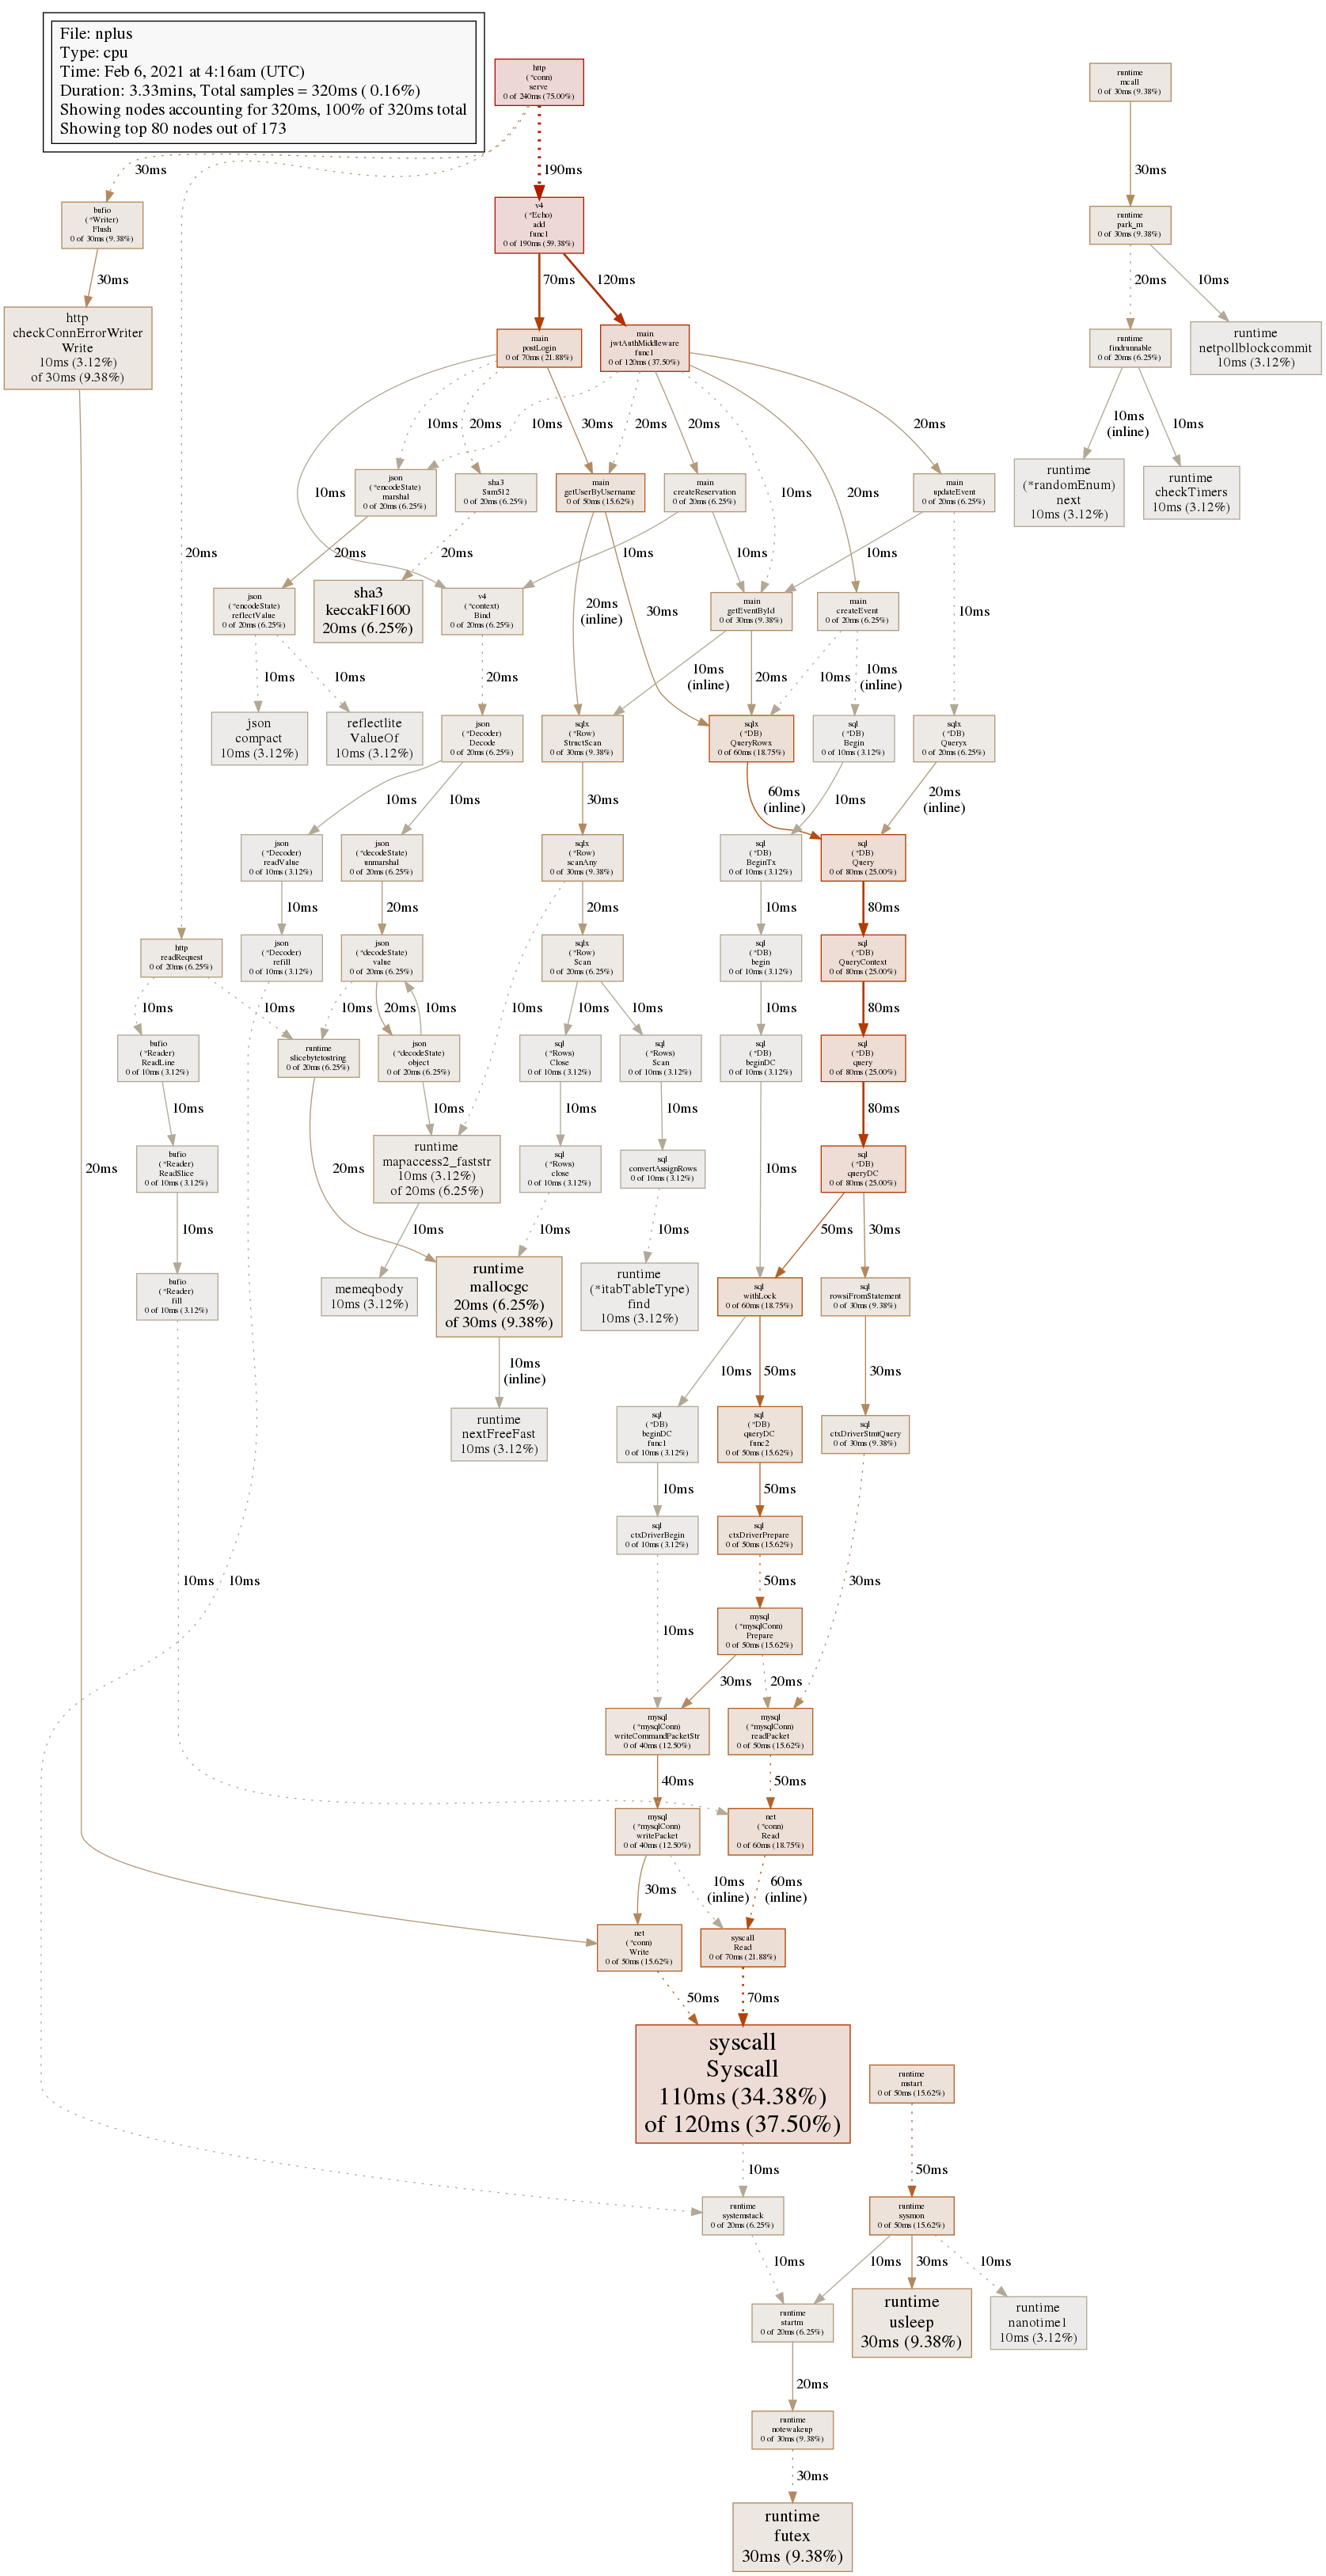 File: nplus
Type: cpu
Time: Feb 6, 2021 at 4:16am (UTC)
Duration: 3.33mins, Total samples = 320ms ( 0.16%)
Showing nodes accounting for 320ms, 100% of 320ms total
Showing top 80 nodes out of 173
http
(*conn)
serve
0 of 240ms (75.00%)
runtime
mcall
0 of 30ms (9.38%)
30ms
190ms
30ms
bufio
(*Writer)
Flush
0 of 30ms (9.38%)
v4
(*Echo)
add
func1
0 of 190ms (59.38%)
runtime
park_m
0 of 30ms (9.38%)
30ms
70ms
120ms
20ms
10ms
http
checkConnErrorWriter
Write
10ms (3.12%)
of 30ms (9.38%)
main
postLogin
0 of 70ms (21.88%)
main
jwtAuthMiddleware
func1
0 of 120ms (37.50%)
runtime
findrunnable
0 of 20ms (6.25%)
runtime
netpollblockcommit
10ms (3.12%)
10ms
20ms
10ms
30ms
20ms
20ms
20ms
10ms
(inline)
10ms
10ms
10ms
20ms
json
(*encodeState)
marshal
0 of 20ms (6.25%)
sha3
Sum512
0 of 20ms (6.25%)
main
getUserByUsername
0 of 50ms (15.62%)
main
createReservation
0 of 20ms (6.25%)
main
updateEvent
0 of 20ms (6.25%)
runtime
(*randomEnum)
next
10ms (3.12%)
runtime
checkTimers
10ms (3.12%)
20ms
20ms
20ms
10ms
10ms
10ms
json
(*encodeState)
reflectValue
0 of 20ms (6.25%)
sha3
keccakF1600
20ms (6.25%)
v4
(*context)
Bind
0 of 20ms (6.25%)
20ms
(inline)
30ms
main
getEventById
0 of 30ms (9.38%)
main
createEvent
0 of 20ms (6.25%)
10ms
10ms
10ms
20ms
10ms
(inline)
20ms
10ms
10ms
(inline)
json
compact
10ms (3.12%)
reflectlite
ValueOf
10ms (3.12%)
json
(*Decoder)
Decode
0 of 20ms (6.25%)
sqlx
(*Row)
StructScan
0 of 30ms (9.38%)
sqlx
(*DB)
QueryRowx
0 of 60ms (18.75%)
sql
(*DB)
Begin
0 of 10ms (3.12%)
sqlx
(*DB)
Queryx
0 of 20ms (6.25%)
10ms
10ms
30ms
60ms
(inline)
10ms
20ms
(inline)
json
(*Decoder)
readValue
0 of 10ms (3.12%)
json
(*decodeState)
unmarshal
0 of 20ms (6.25%)
sqlx
(*Row)
scanAny
0 of 30ms (9.38%)
sql
(*DB)
BeginTx
0 of 10ms (3.12%)
sql
(*DB)
Query
0 of 80ms (25.00%)
10ms
20ms
20ms
10ms
80ms
http
readRequest
0 of 20ms (6.25%)
json
(*Decoder)
refill
0 of 10ms (3.12%)
json
(*decodeState)
value
0 of 20ms (6.25%)
sqlx
(*Row)
Scan
0 of 20ms (6.25%)
sql
(*DB)
begin
0 of 10ms (3.12%)
sql
(*DB)
QueryContext
0 of 80ms (25.00%)
10ms
10ms
10ms
20ms
10ms
10ms
10ms
10ms
10ms
80ms
bufio
(*Reader)
ReadLine
0 of 10ms (3.12%)
runtime
slicebytetostring
0 of 20ms (6.25%)
json
(*decodeState)
object
0 of 20ms (6.25%)
sql
(*Rows)
Close
0 of 10ms (3.12%)
sql
(*Rows)
Scan
0 of 10ms (3.12%)
sql
(*DB)
beginDC
0 of 10ms (3.12%)
sql
(*DB)
query
0 of 80ms (25.00%)
10ms
10ms
10ms
10ms
80ms
20ms
bufio
(*Reader)
ReadSlice
0 of 10ms (3.12%)
20ms
runtime
mapaccess2_faststr
10ms (3.12%)
of 20ms (6.25%)
sql
(*Rows)
close
0 of 10ms (3.12%)
sql
convertAssignRows
0 of 10ms (3.12%)
10ms
sql
(*DB)
queryDC
0 of 80ms (25.00%)
10ms
10ms
10ms
10ms
50ms
30ms
bufio
(*Reader)
fill
0 of 10ms (3.12%)
memeqbody
10ms (3.12%)
runtime
mallocgc
20ms (6.25%)
of 30ms (9.38%)
runtime
(*itabTableType)
find
10ms (3.12%)
sql
withLock
0 of 60ms (18.75%)
sql
rowsiFromStatement
0 of 30ms (9.38%)
10ms
(inline)
10ms
50ms
30ms
runtime
nextFreeFast
10ms (3.12%)
sql
(*DB)
beginDC
func1
0 of 10ms (3.12%)
sql
(*DB)
queryDC
func2
0 of 50ms (15.62%)
sql
ctxDriverStmtQuery
0 of 30ms (9.38%)
10ms
50ms
sql
ctxDriverBegin
0 of 10ms (3.12%)
sql
ctxDriverPrepare
0 of 50ms (15.62%)
10ms
10ms
50ms
30ms
10ms
mysql
(*mysqlConn)
Prepare
0 of 50ms (15.62%)
30ms
20ms
mysql
(*mysqlConn)
writeCommandPacketStr
0 of 40ms (12.50%)
mysql
(*mysqlConn)
readPacket
0 of 50ms (15.62%)
40ms
50ms
mysql
(*mysqlConn)
writePacket
0 of 40ms (12.50%)
net
(*conn)
Read
0 of 60ms (18.75%)
30ms
10ms
(inline)
60ms
(inline)
net
(*conn)
Write
0 of 50ms (15.62%)
syscall
Read
0 of 70ms (21.88%)
50ms
70ms
syscall
Syscall
110ms (34.38%)
of 120ms (37.50%)
runtime
mstart
0 of 50ms (15.62%)
10ms
50ms
runtime
systemstack
0 of 20ms (6.25%)
runtime
sysmon
0 of 50ms (15.62%)
10ms
10ms
30ms
10ms
runtime
startm
0 of 20ms (6.25%)
runtime
usleep
30ms (9.38%)
runtime
nanotime1
10ms (3.12%)
20ms
runtime
notewakeup
0 of 30ms (9.38%)
30ms
runtime
futex
30ms (9.38%)